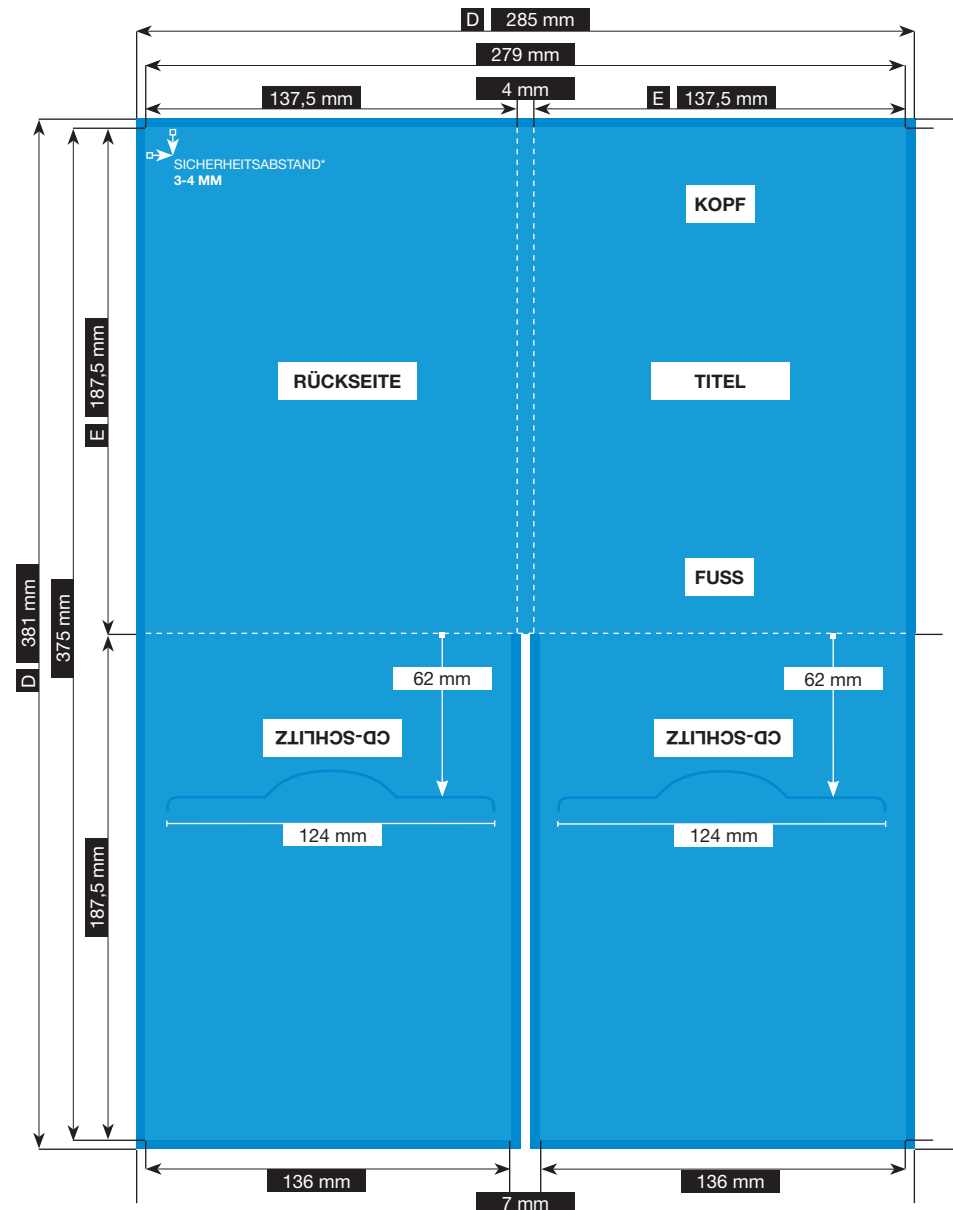 D 285 mm
279 mm
4 mm
137,5 mm
E 137,5 mm
SICHERHEITSABSTAND*
3-4 MM
KOPF
E 187,5 mm
RÜCKSEITE
TITEL
FUSS
D 381 mm
375 mm
62 mm
62 mm
CD-SCHLITZ
CD-SCHLITZ
124 mm
124 mm
187,5 mm
136 mm
136 mm
7 mm